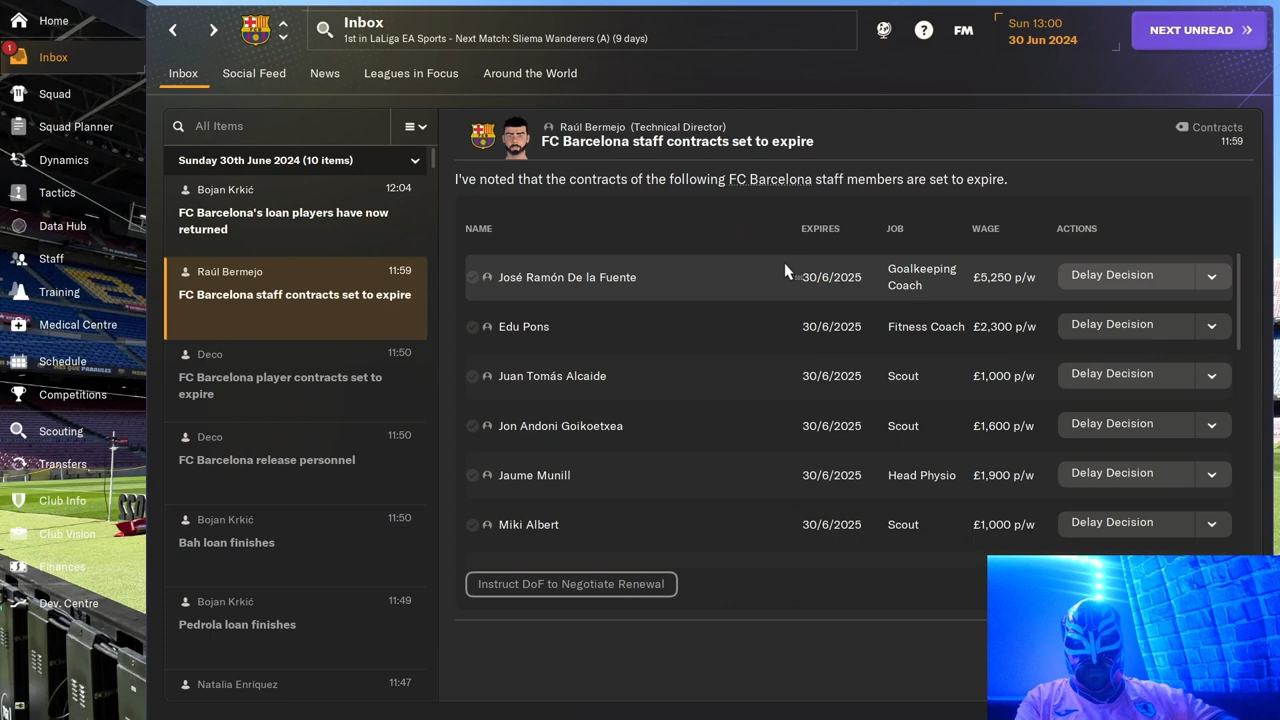 Home
1
Inbox
Squad
Squad Planner
Dynamics
Tactics
Data Hub
Staff
Training
Medical Centre
Schedule
Competitions
Scouting
Transfers
Club Info
Club Vision
Finances
Dev. Centre
Inbox
1st in LaLiga EA Sports - Next Match: Sliema Wanderers (A) (9 days)
?
FM
Sun 13:00
30 Jun 2024
NEXT UNREAD
Inbox
Social Feed
News
Leagues in Focus
Around the World
All Items
Sunday 30th June 2024 (10 items)
Bojan Krkić 12:04
FC Barcelona's loan players have now
returned
Raúl Bermejo 11:59
FC Barcelona staff contracts set to expire
Deco 11:50
FC Barcelona player contracts set to
expire
Deco 11:50
FC Barcelona release personnel
Bojan Krkić 11:50
Bah loan finishes
Bojan Krkić 11:49
Pedrola loan finishes
Natalia Enríquez 11:47
Raúl Bermejo (Technical Director)
FC Barcelona staff contracts set to expire
Contracts
11:59
I've noted that the contracts of the following FC Barcelona staff members are set to expire.
NAME EXPIRES JOB WAGE ACTIONS
José Ramón De la Fuente 30/6/2025 Goalkeeping Coach £5,250 p/w Delay Decision
Edu Pons 30/6/2025 Fitness Coach £2,300 p/w Delay Decision
Juan Tomás Alcaide 30/6/2025 Scout £1,000 p/w Delay Decision
Jon Andoni Goikoetxea 30/6/2025 Scout £1,600 p/w Delay Decision
Jaume Munill 30/6/2025 Head Physio £1,900 p/w Delay Decision
Miki Albert 30/6/2025 Scout £1,000 p/w Delay Decision
Instruct DoF to Negotiate Renewal